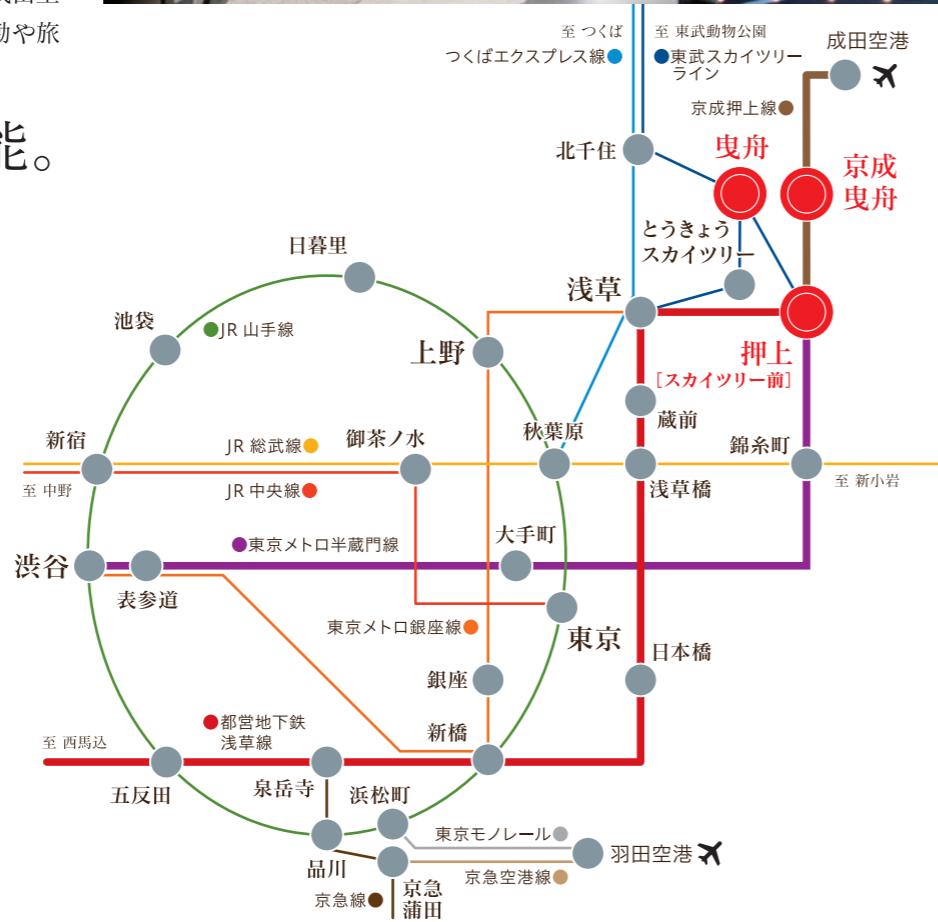 動や旅
能。
至 つくば
至 東武動物公園
つくばエクスプレス線
東武スカイツリー
ライン
成田空港
京成押上線
北千住
曳舟
京成
曳舟
とうきょう
スカイツリー
日暮里
浅草
池袋
JR 山手線
上野
押上
[スカイツリー前]
蔵前
新宿
JR 総武線
御茶ノ水
秋葉原
錦糸町
至 中野
JR 中央線
浅草橋
至 新小岩
大手町
東京メトロ半蔵門線
渋谷
表参道
東京メトロ銀座線
東京
日本橋
銀座
都営地下鉄
浅草線
新橋
至 西馬込
五反田
泉岳寺
浜松町
東京モノレール
羽田空港
品川
京急空港線
京急線
京急
蒲田